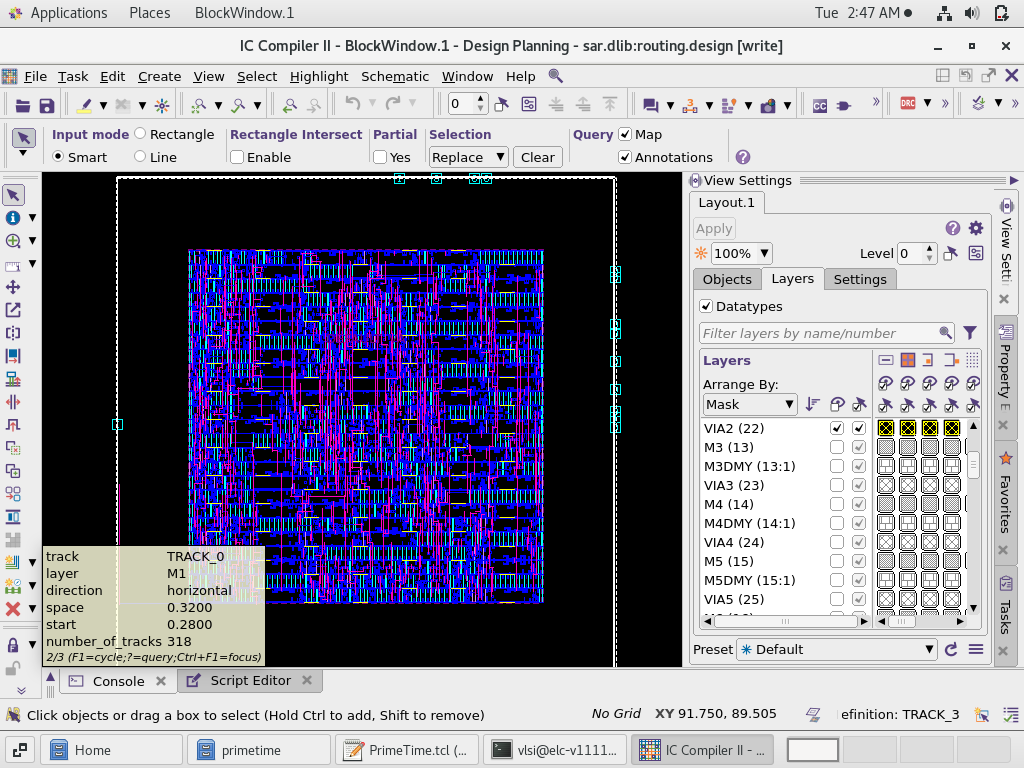 Applications Places BlockWindow.1 Tue 2:47 AM
IC Compiler II - BlockWindow.1 - Design Planning - sar.dlib:routing.design [write]
File Task Edit Create View Select Highlight Schematic Window Help
0
CC DRC
Input mode Rectangle Rectangle Intersect Partial Selection Query Map
Smart Line Enable Yes Replace Clear Annotations
View Settings
Layout.1
Apply
100% Level 0
Objects Layers Settings
Datatypes
Filter layers by name/number
Layers
Arrange By:
Mask
VIA2 (22)
M3 (13)
M3DMY (13:1)
VIA3 (23)
M4 (14)
M4DMY (14:1)
VIA4 (24)
M5 (15)
M5DMY (15:1)
VIA5 (25)
Preset Default
View Setti
Property E
Favorites
Tasks
track TRACK_0
layer M1
direction horizontal
space 0.3200
start 0.2800
number_of_tracks 318
2/3 (F1=cycle;?=query;Ctrl+F1=focus)
Console Script Editor
Click objects or drag a box to select (Hold Ctrl to add, Shift to remove) No Grid XY 91.750, 89.505 efinition: TRACK_3
Home primetime PrimeTime.tcl (... vlsi@elc-v1111... IC Compiler II - ...